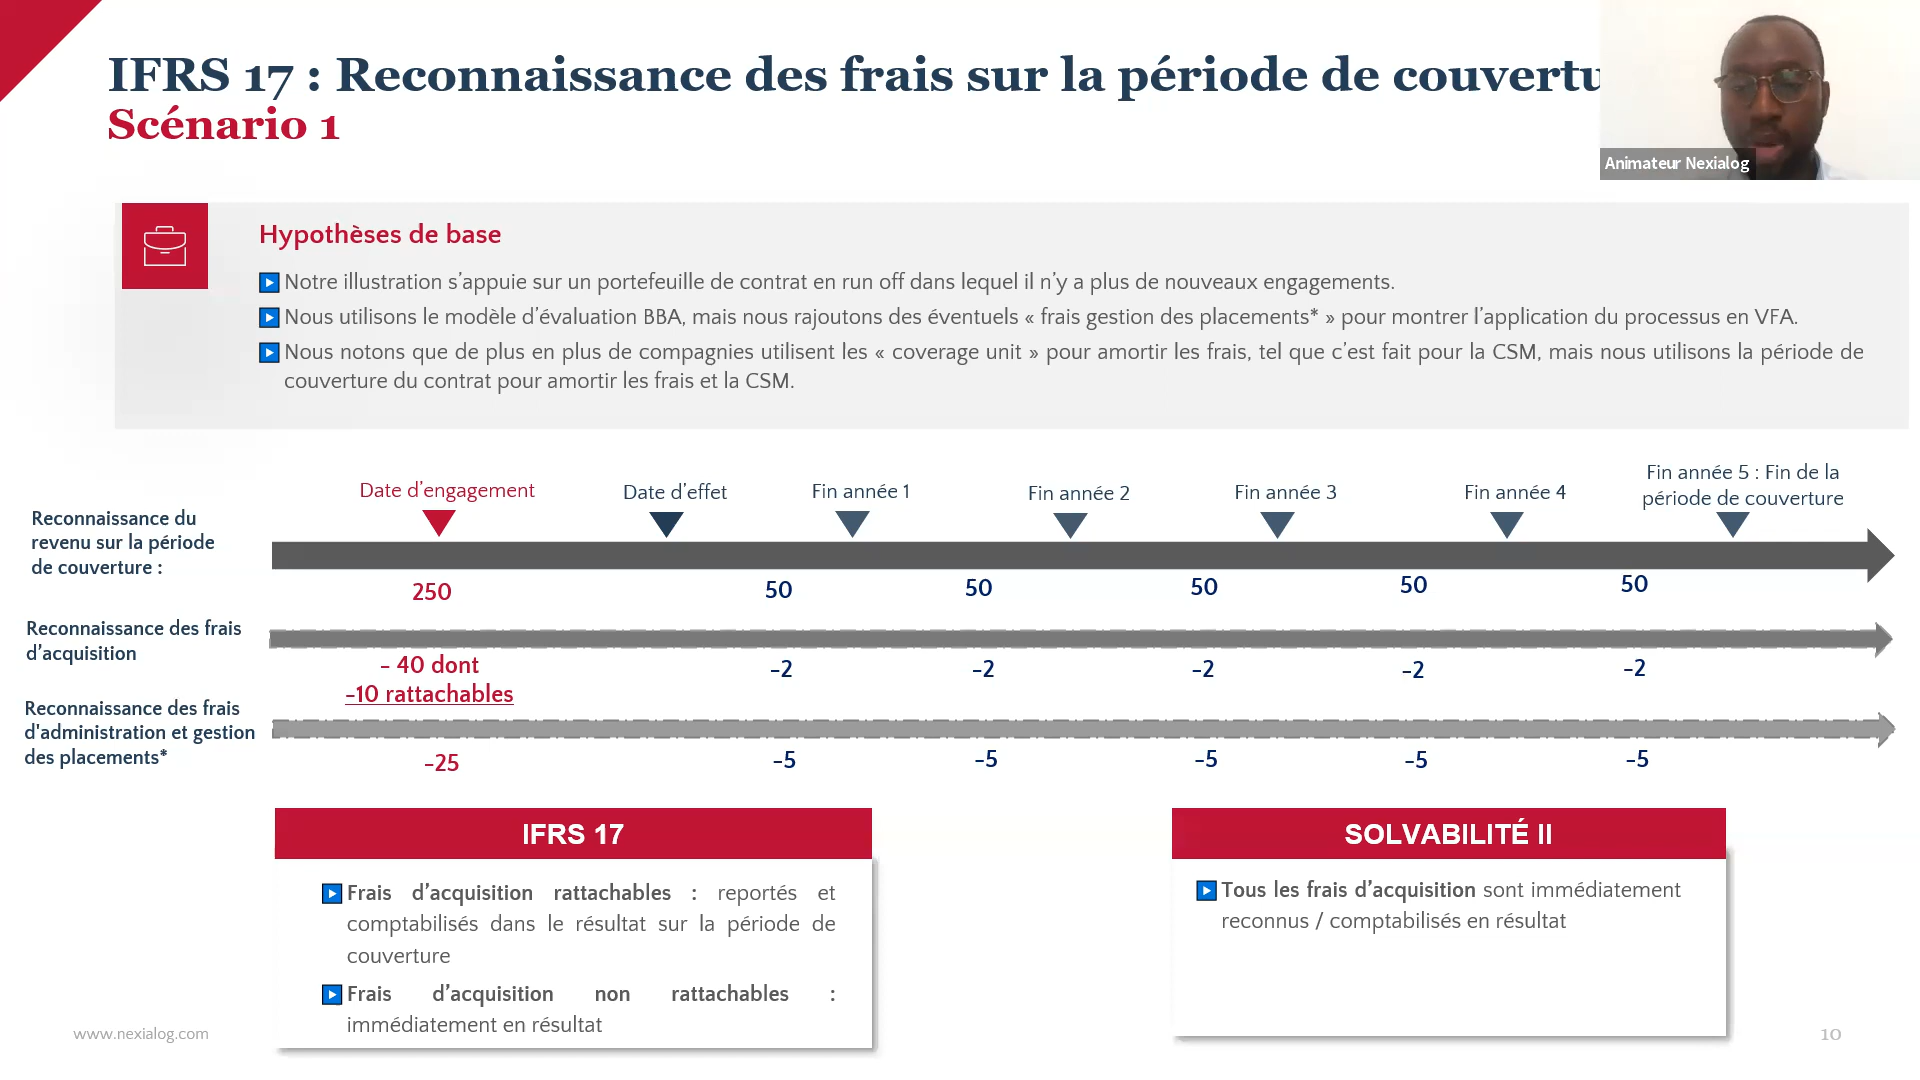 IFRS 17 : Reconnaissance des frais sur la période de couvertu
Scénario 1
Animateur Nexialog
Hypothèses de base
Notre illustration s’appuie sur un portefeuille de contrat en run off dans lequel il n’y a plus de nouveaux engagements.
Nous utilisons le modèle d’évaluation BBA, mais nous rajoutons des éventuels « frais gestion des placements* » pour montrer l’application du processus en VFA.
Nous notons que de plus en plus de compagnies utilisent les « coverage unit » pour amortir les frais, tel que c’est fait pour la CSM, mais nous utilisons la période de
couverture du contrat pour amortir les frais et la CSM.
Date d’engagement
Date d’effet
Fin année 1
Fin année 2
Fin année 3
Fin année 4
Fin année 5 : Fin de la
période de couverture
Reconnaissance du
revenu sur la période
de couverture :
250
50
50
50
50
50
Reconnaissance des frais
d’acquisition
- 40 dont
-10 rattachables
-2
-2
-2
-2
-2
Reconnaissance des frais
d'administration et gestion
des placements*
-25
-5
-5
-5
-5
-5
IFRS 17
Frais d’acquisition rattachables : reportés et
comptabilisés dans le résultat sur la période de
couverture
Frais d’acquisition non rattachables :
immédiatement en résultat
SOLVABILITÉ II
Tous les frais d’acquisition sont immédiatement
reconnus / comptabilisés en résultat
www.nexialog.com
10